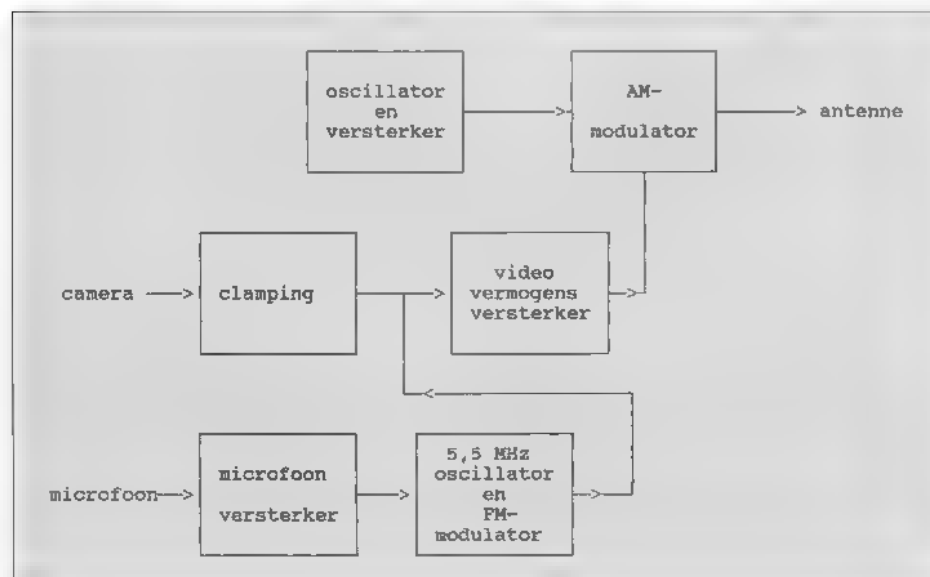 oscillator
en
versterker
AM-
modulator
antenne
camera
clamping
video
vermogens
versterker
microfoon
microfoon
versterker
5,5 MHz
oscillator
en
FM-
modulator